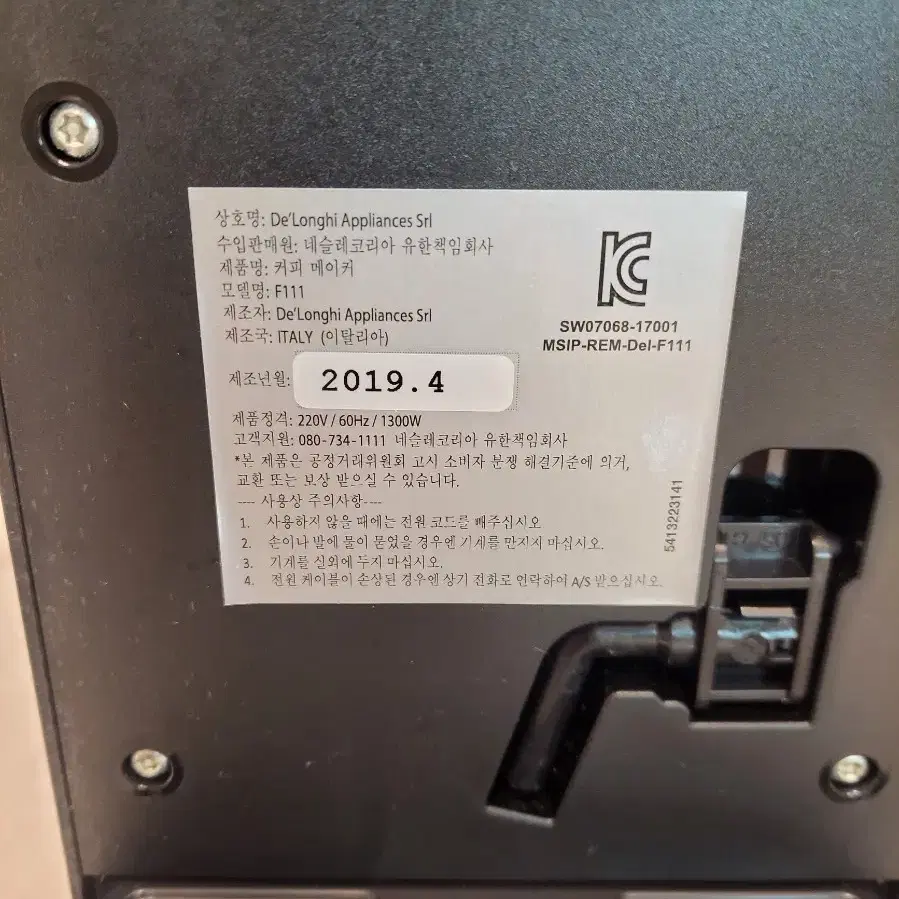 상호명: De'Longhi Appliances Srl
수입판매원: 네슬레코리아 유한책임회사
제품명: 커피 메이커
모델명: F111
제조자: De'Longhi Appliances Srl
제조국: ITALY (이탈리아)
제조년월: 2019.4
SW07068-17001
MSIP-REM-Del-F111
제품정격: 220V / 60Hz / 1300W
고객지원: 080-734-1111 네슬레코리아 유한책임회사
*본 제품은 공정거래위원회 고시 소비자 분쟁 해결기준에 의거,
교환 또는 보상 받으실 수 있습니다.
---- 사용상 주의사항----
1. 사용하지 않을 때에는 전원 코드를 빼주십시오
2. 손이나 발에 물이 묻었을 경우엔 기계를 만지지 마십시오.
3. 기계를 실외에 두지 마십시오.
4. 전원 케이블이 손상된 경우엔 상기 전화로 연락하여 A/S 받으십시오.
5413223141